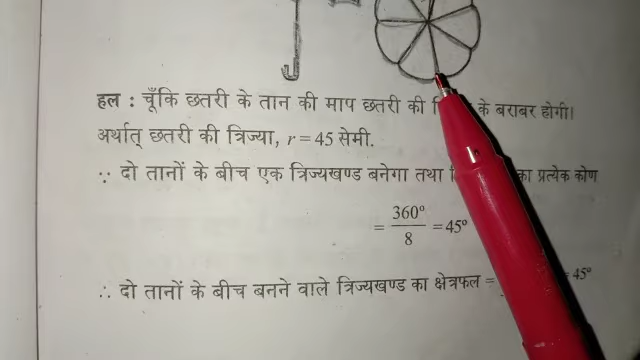 हल : चूँकि छतरी के तान की माप छतरी की के बराबर होगी।
अर्थात् छतरी की त्रिज्या, r = 45 सेमी.
∵ दो तानों के बीच एक त्रिज्यखण्ड बनेगा तथा का प्रत्येक कोण
= 360°/8 = 45°
∴ दो तानों के बीच बनने वाले त्रिज्यखण्ड का क्षेत्रफल = = 45°